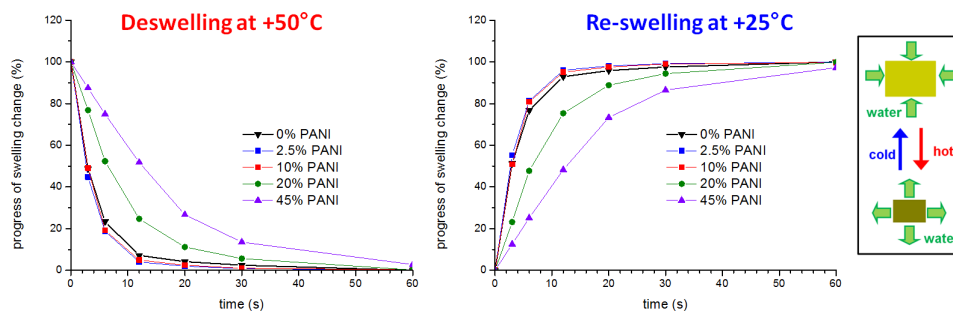 Deswelling at +50°C
progress of swelling change (%)
120
100
80
60
40
20
0
0% PANI
2.5% PANI
10% PANI
20% PANI
45% PANI
0 10 20 30 40 50 60
time (s)
Re-swelling at +25°C
progress of swelling change (%)
120
100
80
60
40
20
0
0% PANI
2.5% PANI
10% PANI
20% PANI
45% PANI
0 10 20 30 40 50 60
time (s)
water
cold hot
water